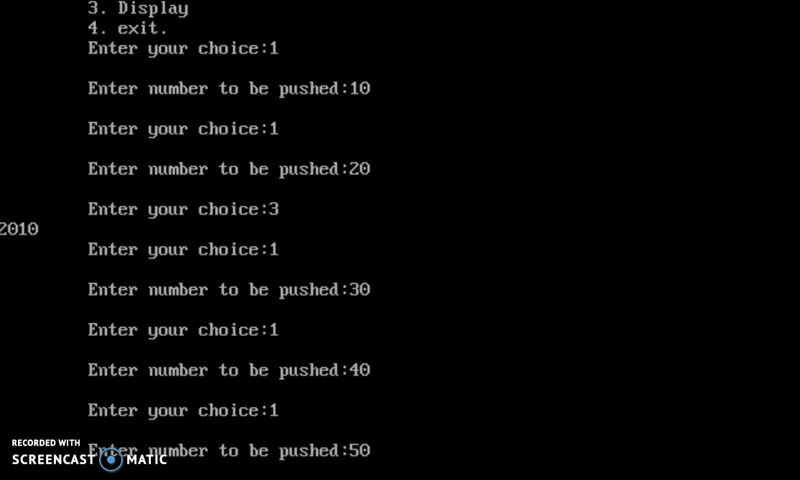 3. Display
4. exit.
Enter your choice:1
Enter number to be pushed:10
Enter your choice:1
Enter number to be pushed:20
Enter your choice:3
2010
Enter your choice:1
Enter number to be pushed:30
Enter your choice:1
Enter number to be pushed:40
Enter your choice:1
Enter number to be pushed:50
RECORDED WITH
SCREENCAST MATIC